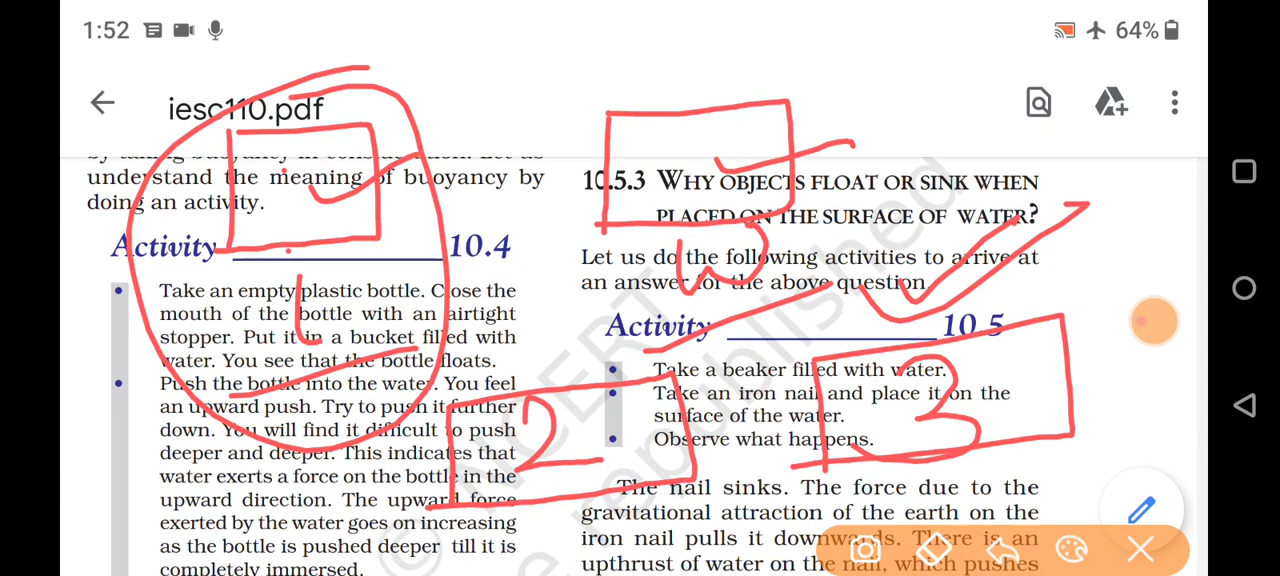 1:52
64%
iesc110.pdf
by taking buoyancy in consideration. Let us
understand the meaning of buoyancy by
doing an activity.
Activity 10.4
• Take an empty plastic bottle. Close the
mouth of the bottle with an airtight
stopper. Put it in a bucket filled with
water. You see that the bottle floats.
• Push the bottle into the water. You feel
an upward push. Try to push it further
down. You will find it difficult to push
deeper and deeper. This indicates that
water exerts a force on the bottle in the
upward direction. The upward force
exerted by the water goes on increasing
as the bottle is pushed deeper till it is
completely immersed.
10.5.3 WHY OBJECTS FLOAT OR SINK WHEN
PLACED ON THE SURFACE OF WATER?
Let us do the following activities to arrive at
an answer for the above question
Activity 10.5
• Take a beaker filled with water.
• Take an iron nail and place it on the
surface of the water.
• Observe what happens.
The nail sinks. The force due to the
gravitational attraction of the earth on the
iron nail pulls it downwards. There is an
upthrust of water on the nail, which pushes
2
3
© NCERT
be republished